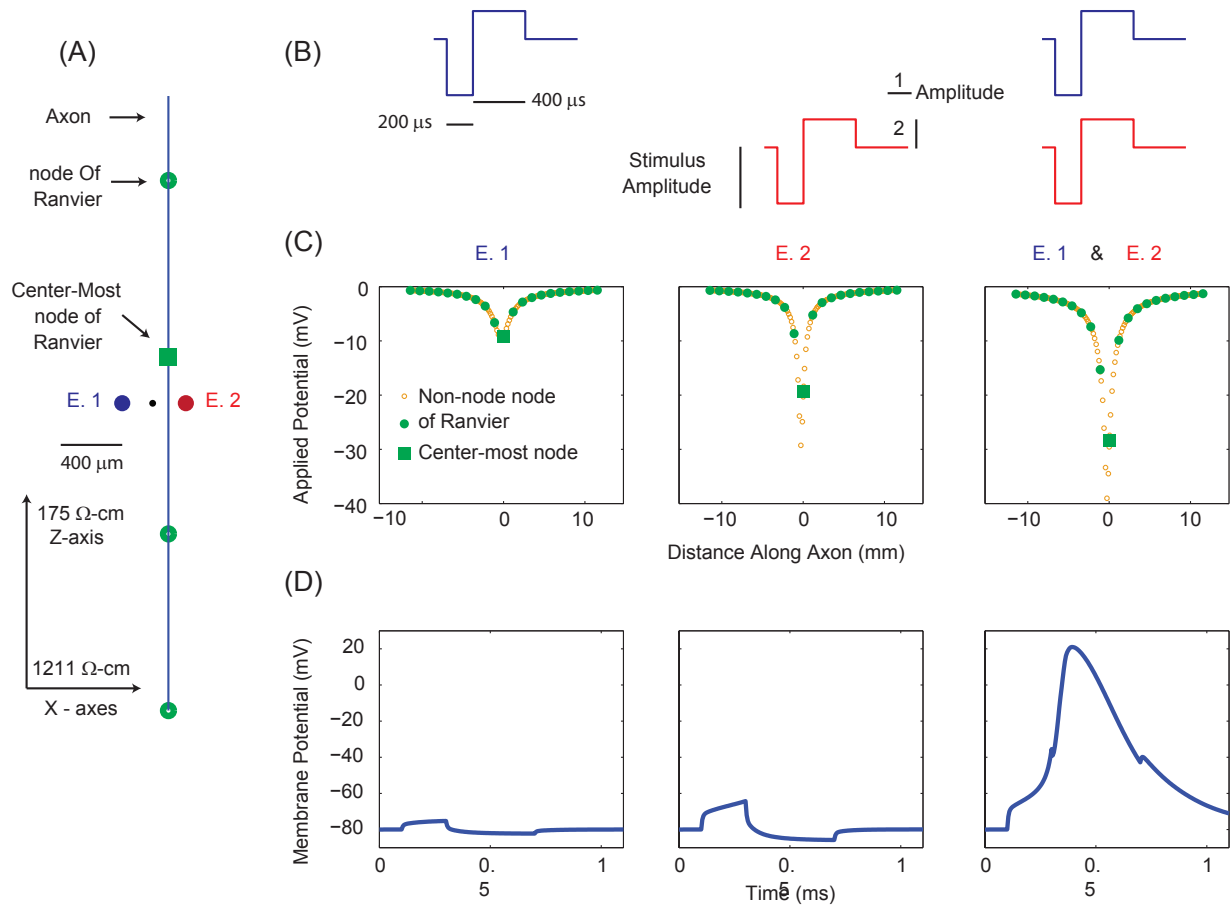 (A)
Axon
node Of
Ranvier
Center-Most
node of
Ranvier
E. 1
E. 2
400 μm
175 Ω-cm
Z-axis
1211 Ω-cm
X - axes
(B)
200 μs
400 μs
Stimulus
Amplitude
1
Amplitude
2
(C)
E. 1
E. 2
E. 1 & E. 2
Applied Potential (mV)
0
−10
−20
−30
−40
Non-node node
of Ranvier
Center-most node
−10 0 10
−10 0 10
−10 0 10
Distance Along Axon (mm)
(D)
Membrane Potential (mV)
20
0
−20
−40
−60
−80
0 0.5 1
0 0.5 1
0 0.5 1
Time (ms)